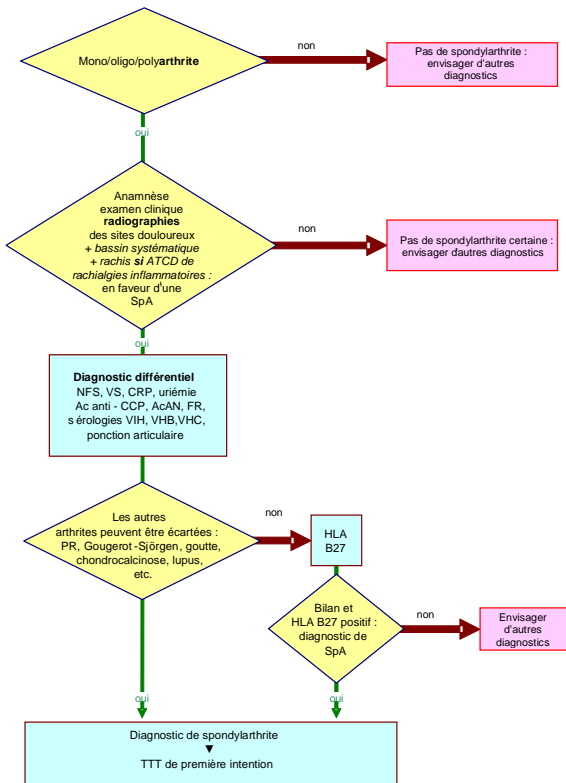 Mono/oligo/polyarthrite
non
Pas de spondylarthrite :
envisager d'autres
diagnostics
oui
Anamnèse
examen clinique
radiographies
des sites douloureux
+ bassin systématique
+ rachis si ATCD de
rachialgies inflammatoires :
en faveur d'une
SpA
non
Pas de spondylarthrite certaine :
envisager dautres diagnostics
oui
Diagnostic différentiel
NFS, VS, CRP, uriémie
Ac anti - CCP, AcAN, FR,
s érologies VIH, VHB,VHC,
ponction articulaire
Les autres
arthrites peuvent être écartées :
PR, Gougerot -Sjörgen, goutte,
chondrocalcinose, lupus,
etc.
non
HLA
B27
Bilan et
HLA B27 positif :
diagnostic de
SpA
non
Envisager
d'autres
diagnostics
oui
oui
Diagnostic de spondylarthrite
▼
TTT de première intention